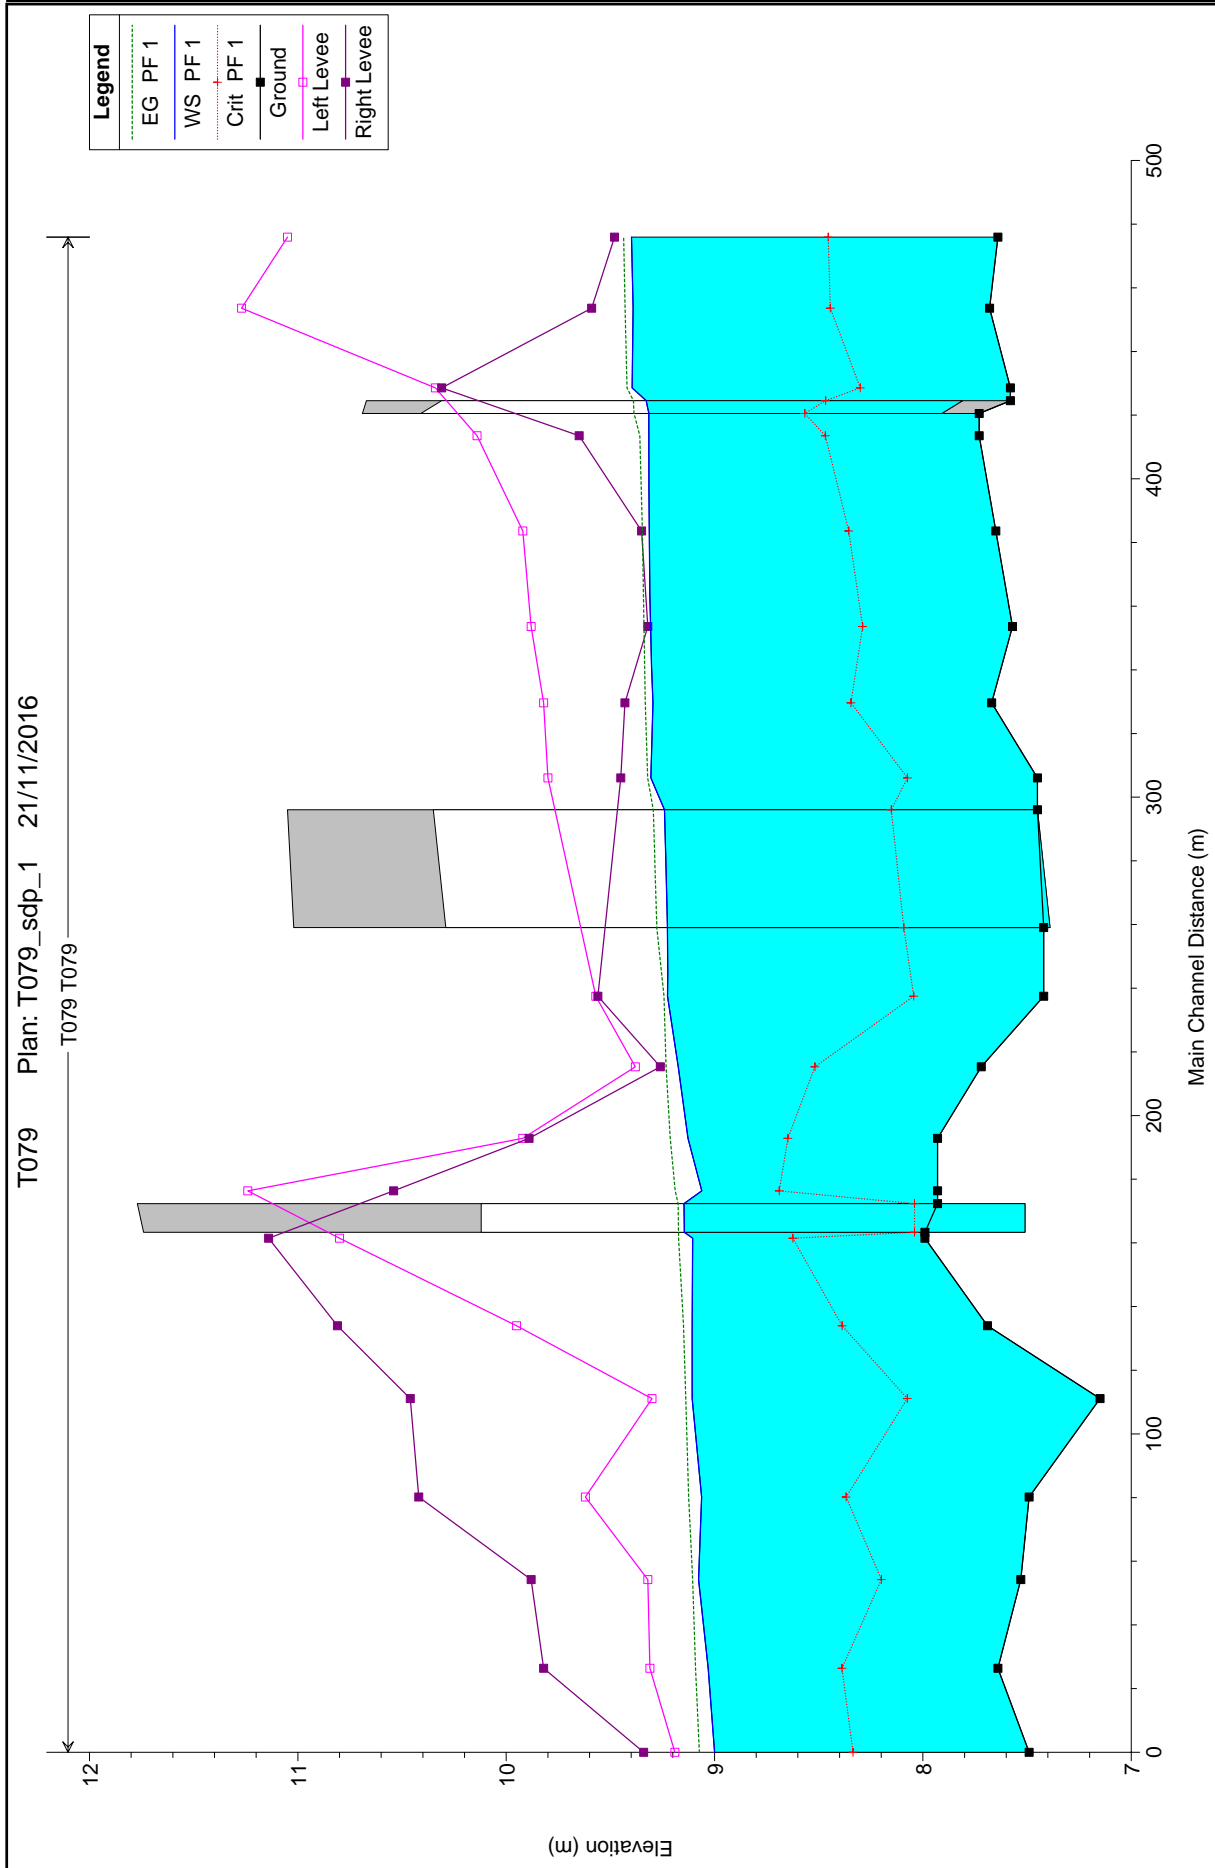 T079 Plan: T079_sdp_1 21/11/2016
T079 T079
Legend
EG PF 1
WS PF 1
Crit PF 1
Ground
Left Levee
Right Levee
12
11
10
9
8
7
Elevation (m)
0
100
200
300
400
500
Main Channel Distance (m)